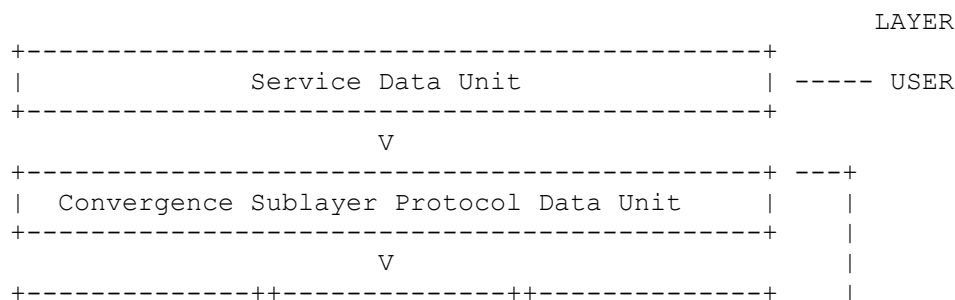 LAYER
+-----------------------------------------------+
|               Service Data Unit               | ----- USER
+-----------------------------------------------+
                        V
+-----------------------------------------------+ ---+
|  Convergence Sublayer Protocol Data Unit      |    |
+-----------------------------------------------+    |
                        V                            |
+--------------++--------------++---------------+    |